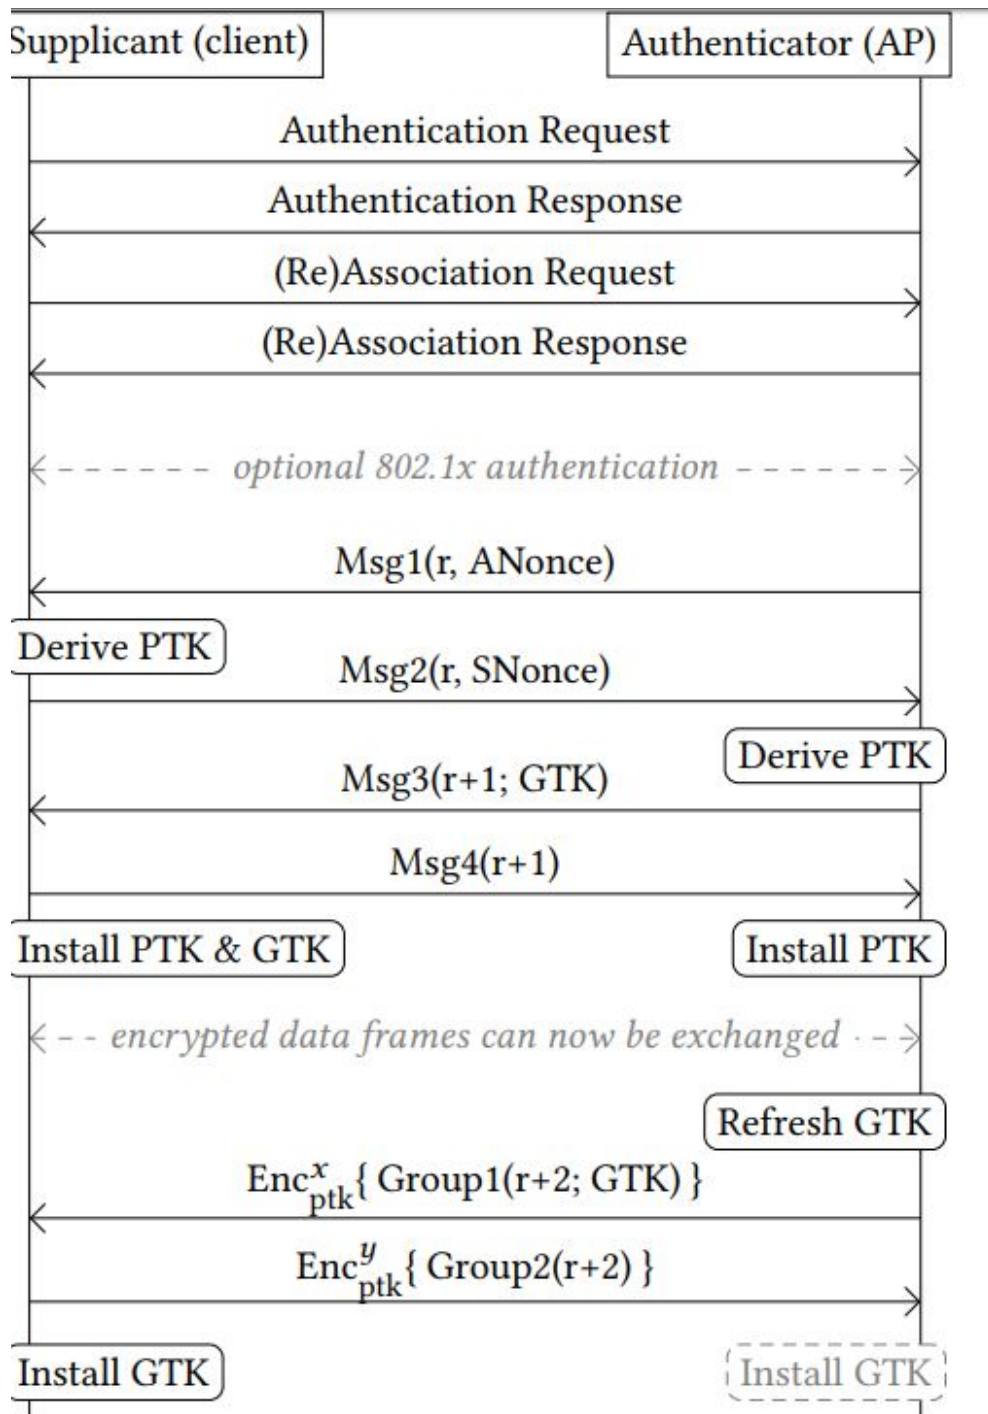 Supplicant (client)
Authenticator (AP)
Authentication Request
Authentication Response
(Re)Association Request
(Re)Association Response
optional 802.1x authentication
Msg1(r, ANonce)
Derive PTK
Msg2(r, SNonce)
Derive PTK
Msg3(r+1; GTK)
Msg4(r+1)
Install PTK & GTK
Install PTK
encrypted data frames can now be exchanged
Refresh GTK
Enc^x_ptk{ Group1(r+2; GTK) }
Enc^y_ptk{ Group2(r+2) }
Install GTK
Install GTK